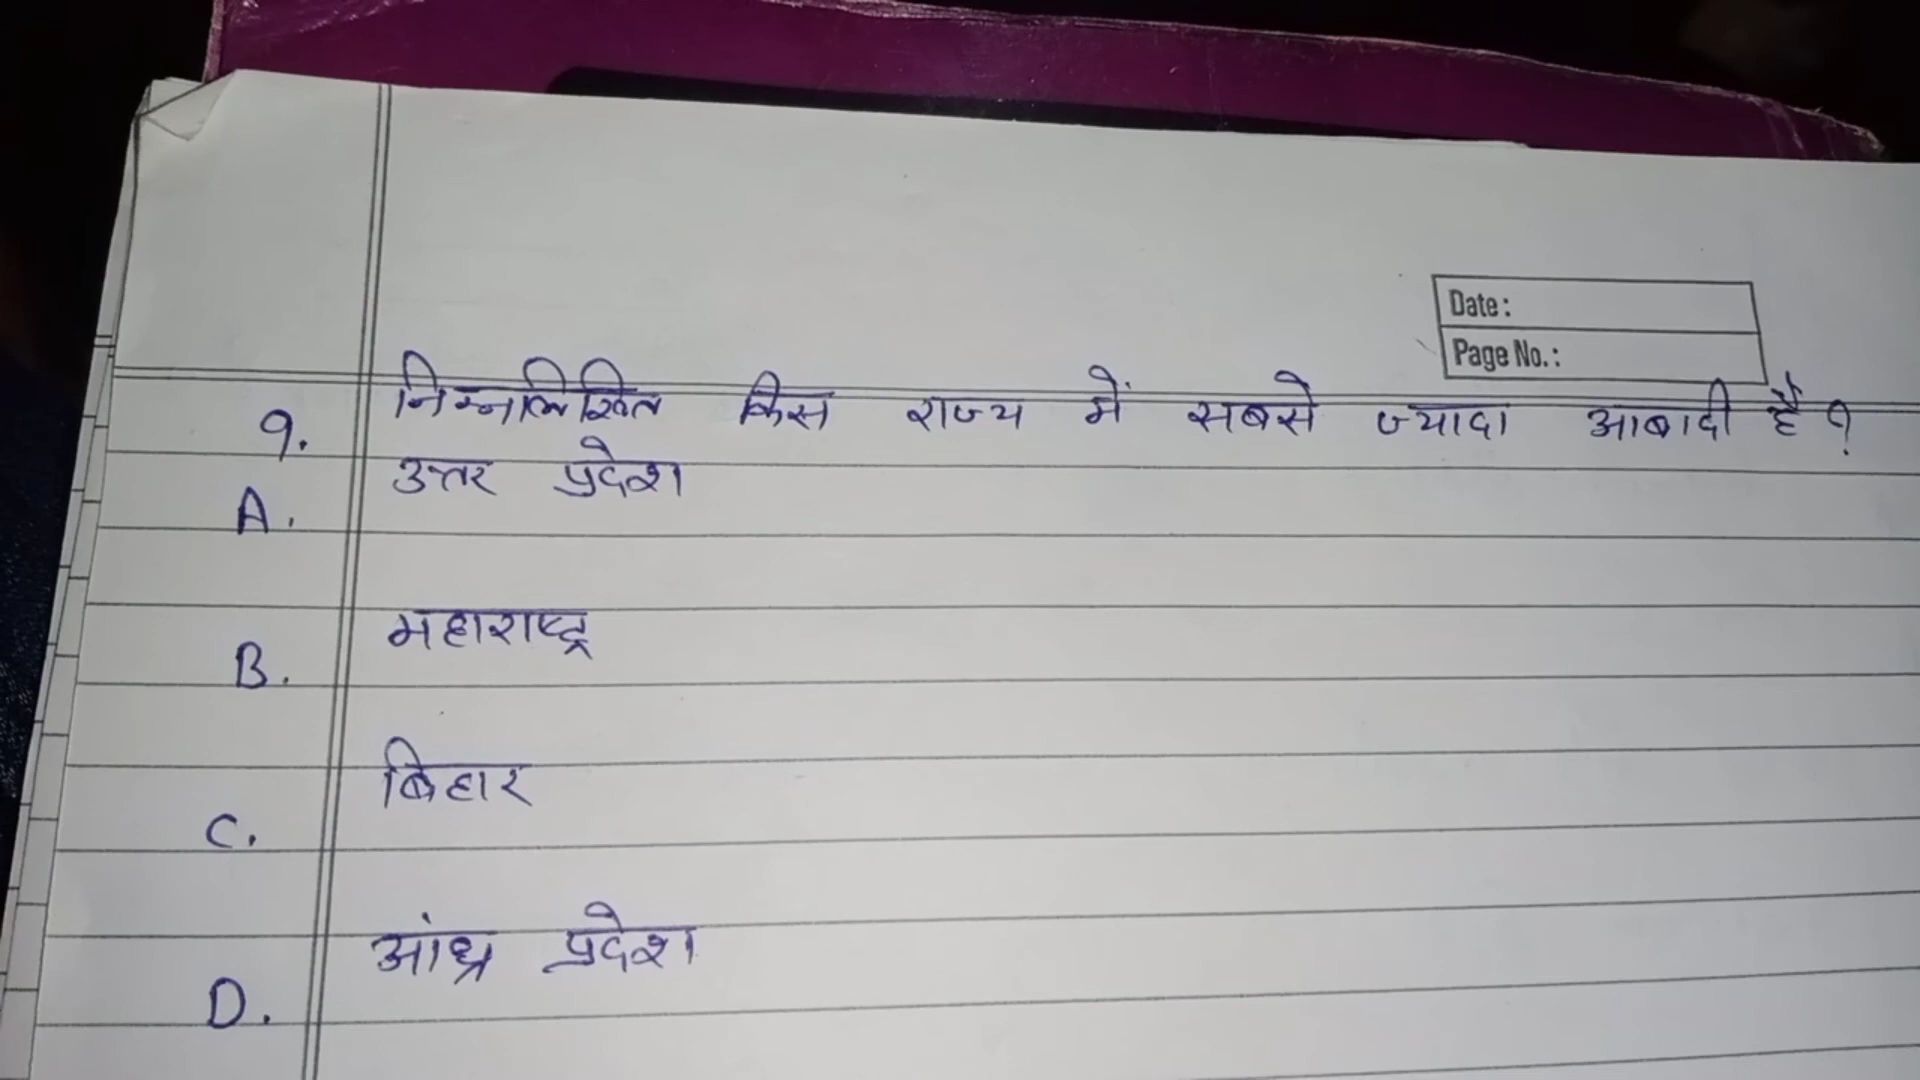 Date:
Page No.:
9. निम्नलिखित किस राज्य में सबसे ज्यादा आबादी है ?
A. उत्तर प्रदेश
B. महाराष्ट्र
C. बिहार
D. आंध्र प्रदेश